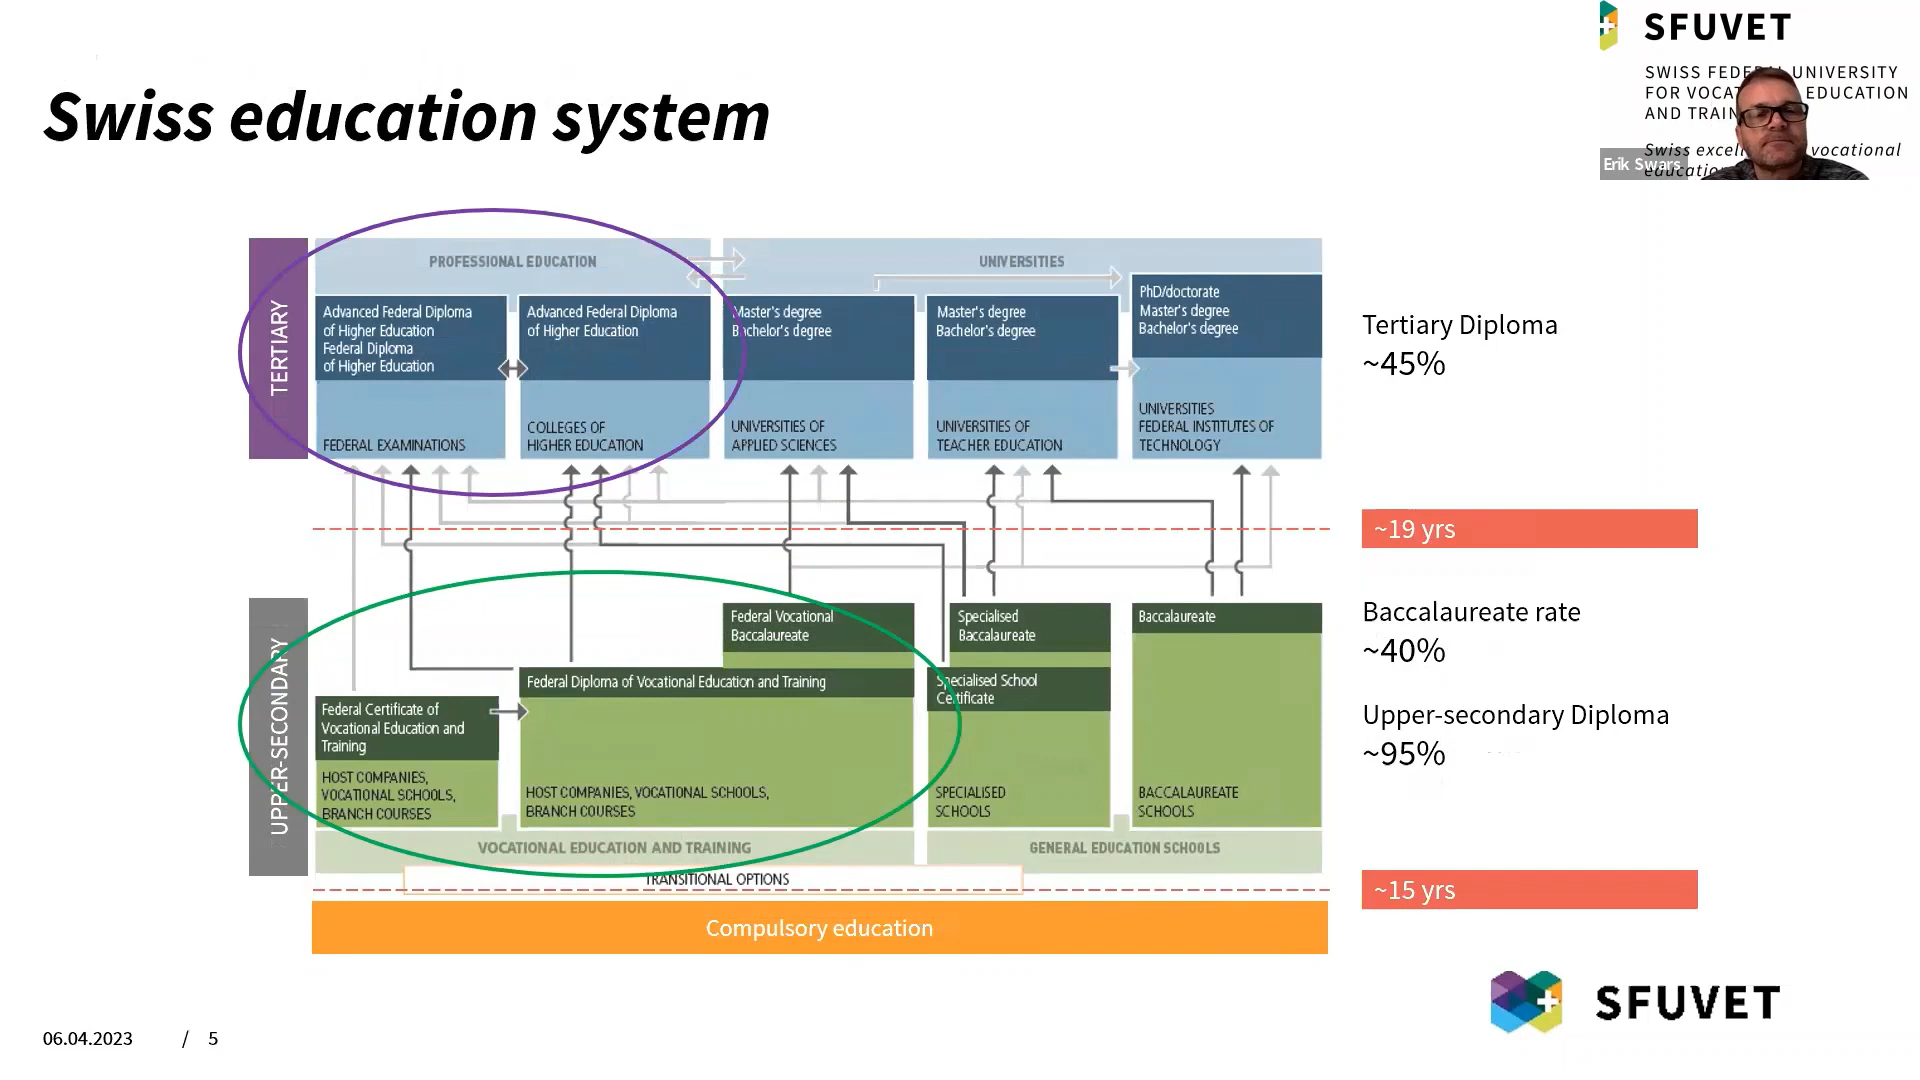 SFUVET
SWISS FEDERAL UNIVERSITY
FOR VOCAT EDUCATION
AND TRAIN
Swiss excell vocational
educatio
Erik Swars
Swiss education system
TERTIARY
PROFESSIONAL EDUCATION
UNIVERSITIES
Advanced Federal Diploma
of Higher Education
Federal Diploma
of Higher Education
FEDERAL EXAMINATIONS
Advanced Federal Diploma
of Higher Education
COLLEGES OF
HIGHER EDUCATION
Master's degree
Bachelor's degree
UNIVERSITIES OF
APPLIED SCIENCES
Master's degree
Bachelor's degree
UNIVERSITIES OF
TEACHER EDUCATION
PhD/doctorate
Master's degree
Bachelor's degree
UNIVERSITIES
FEDERAL INSTITUTES OF
TECHNOLOGY
Tertiary Diploma
~45%
~19 yrs
UPPER-SECONDARY
Federal Certificate of
Vocational Education and
Training
HOST COMPANIES,
VOCATIONAL SCHOOLS,
BRANCH COURSES
Federal Vocational
Baccalaureate
Federal Diploma of Vocational Education and Training
HOST COMPANIES, VOCATIONAL SCHOOLS,
BRANCH COURSES
Specialised
Baccalaureate
Specialised School
Certificate
SPECIALISED
SCHOOLS
Baccalaureate
BACCALAUREATE
SCHOOLS
Baccalaureate rate
~40%
Upper-secondary Diploma
~95%
VOCATIONAL EDUCATION AND TRAINING
GENERAL EDUCATION SCHOOLS
TRANSITIONAL OPTIONS
~15 yrs
Compulsory education
SFUVET
06.04.2023 / 5